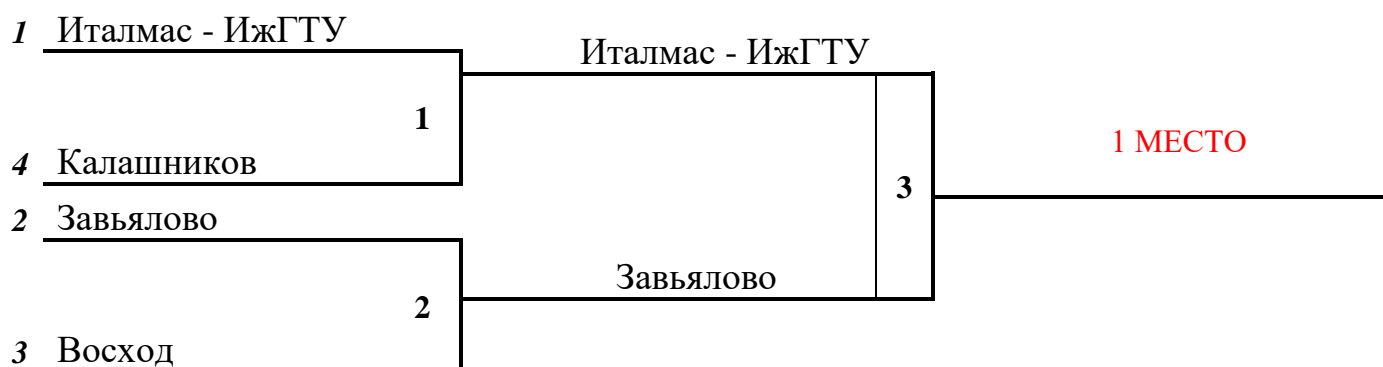 1 Италмас - ИжГТУ
Италмас - ИжГТУ
1
1 МЕСТО
4 Калашников
3
2 Завьялово
Завьялово
2
3 Восход